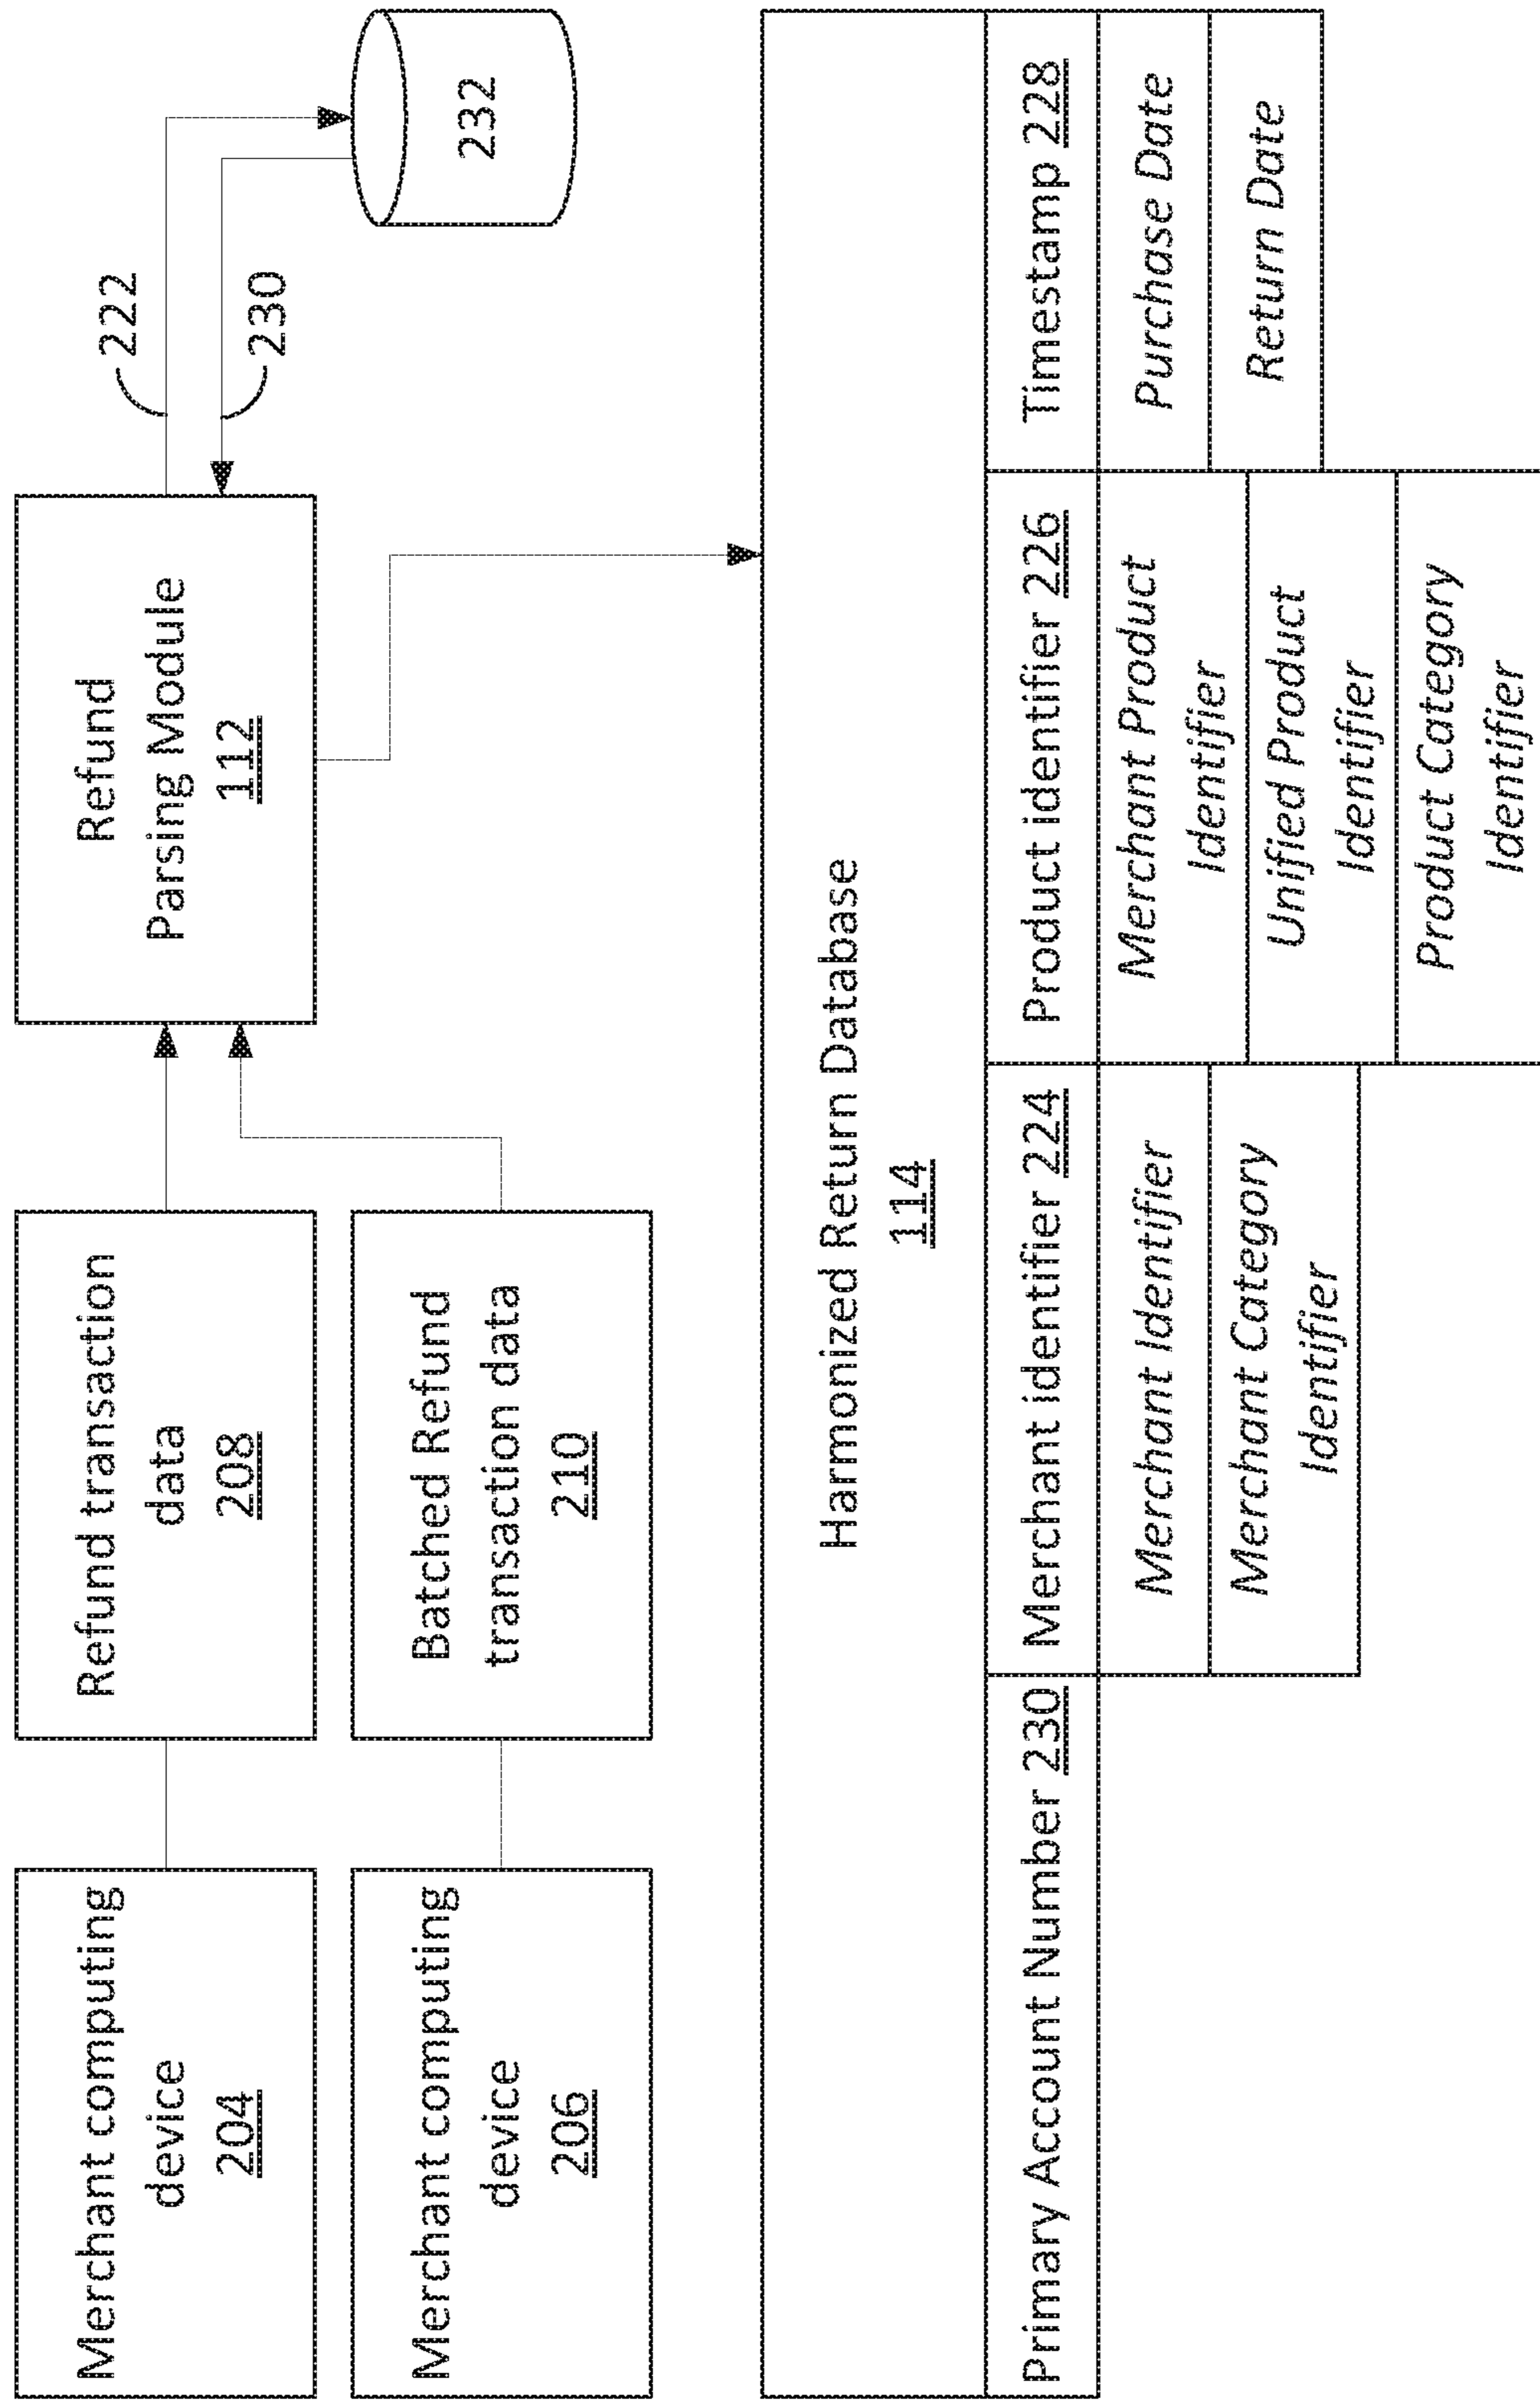 Merchant computing
device
204
Refund transaction
data
208
Refund
Parsing Module
112
222
230
232
Merchant computing
device
206
Batched Refund
transaction data
210
Harmonized Return Database
114
Primary Account Number 230
Merchant identifier 224
Product identifier 226
Timestamp 228
Merchant Identifier
Merchant Category
Identifier
Merchant Product
Identifier
Unified Product
Identifier
Product Category
Identifier
Purchase Date
Return Date